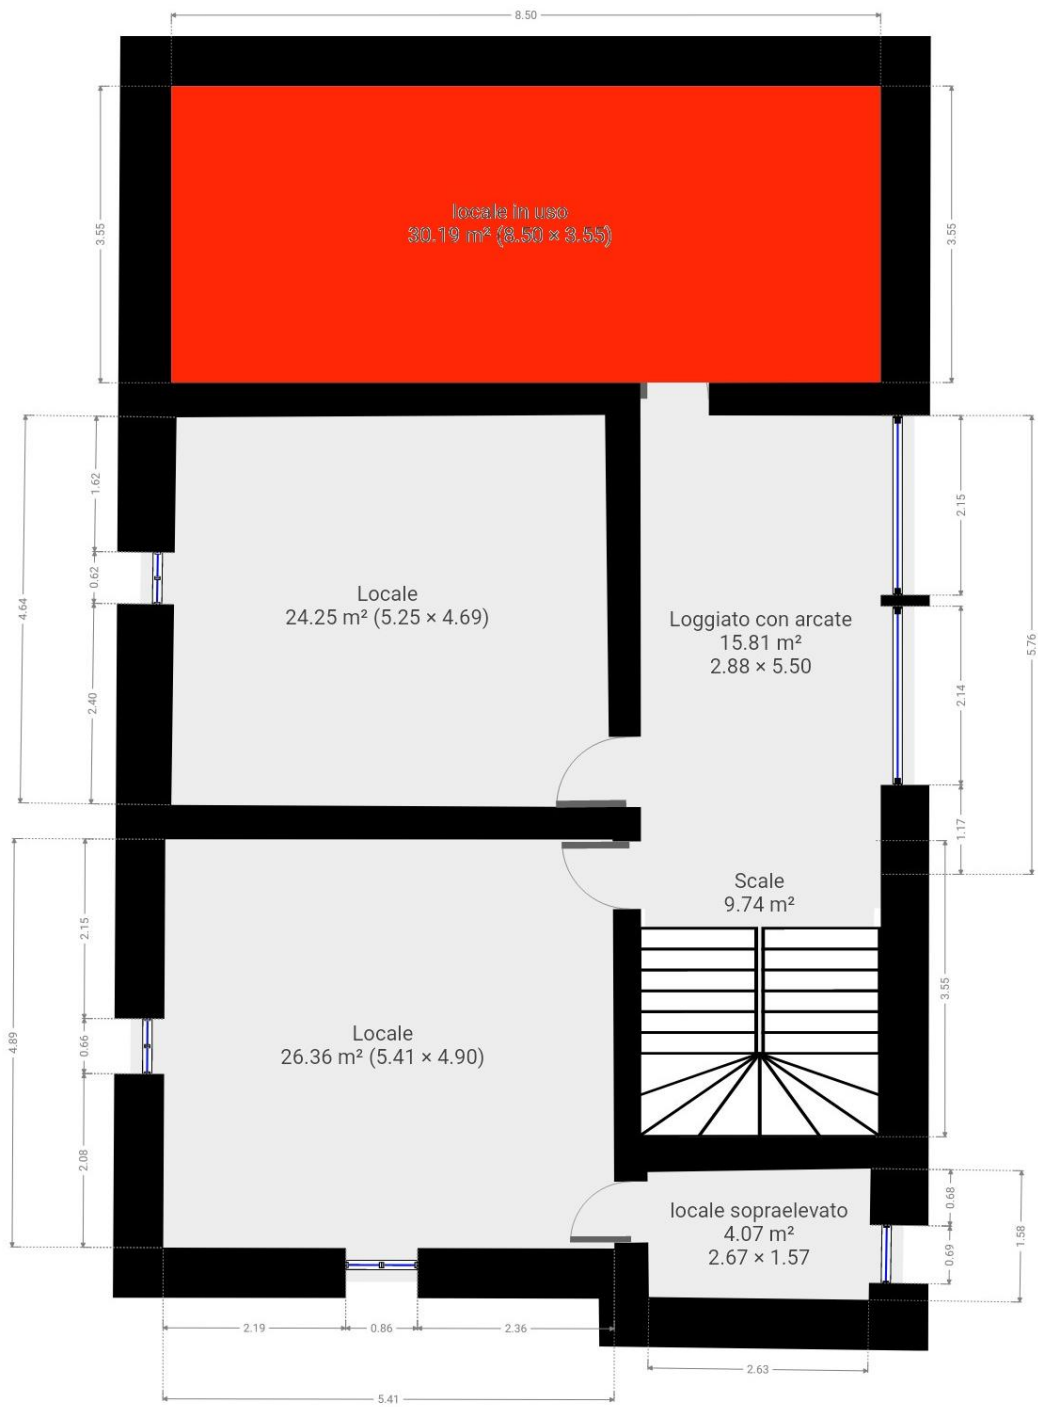 8.50
3.55
3.55
locale in uso
30.19 m² (8.50 × 3.55)
1.62
0.62
2.40
4.64
Locale
24.25 m² (5.25 × 4.69)
Loggiato con arcate
15.81 m²
2.88 × 5.50
2.15
2.14
1.17
5.76
Scale
9.74 m²
3.55
2.15
0.66
2.08
4.89
Locale
26.36 m² (5.41 × 4.90)
locale sopraelevato
4.07 m²
2.67 × 1.57
0.68
0.69
1.58
2.19
0.86
2.36
2.63
5.41